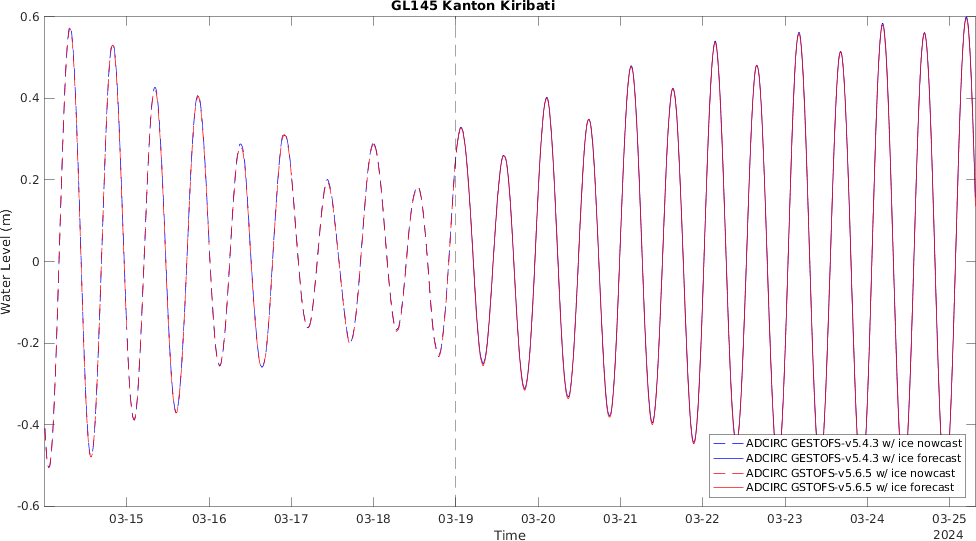 GL145 Kanton Kiribati
0.6
0.4
0.2
0
-0.2
-0.4
-0.6
Water Level (m)
03-15 03-16 03-17 03-18 03-19 03-20 03-21 03-22 03-23 03-24 03-25
2024
Time
ADCIRC GESTOFS-v5.4.3 w/ ice nowcast
ADCIRC GESTOFS-v5.4.3 w/ ice forecast
ADCIRC GSTOFS-v5.6.5 w/ ice nowcast
ADCIRC GSTOFS-v5.6.5 w/ ice forecast